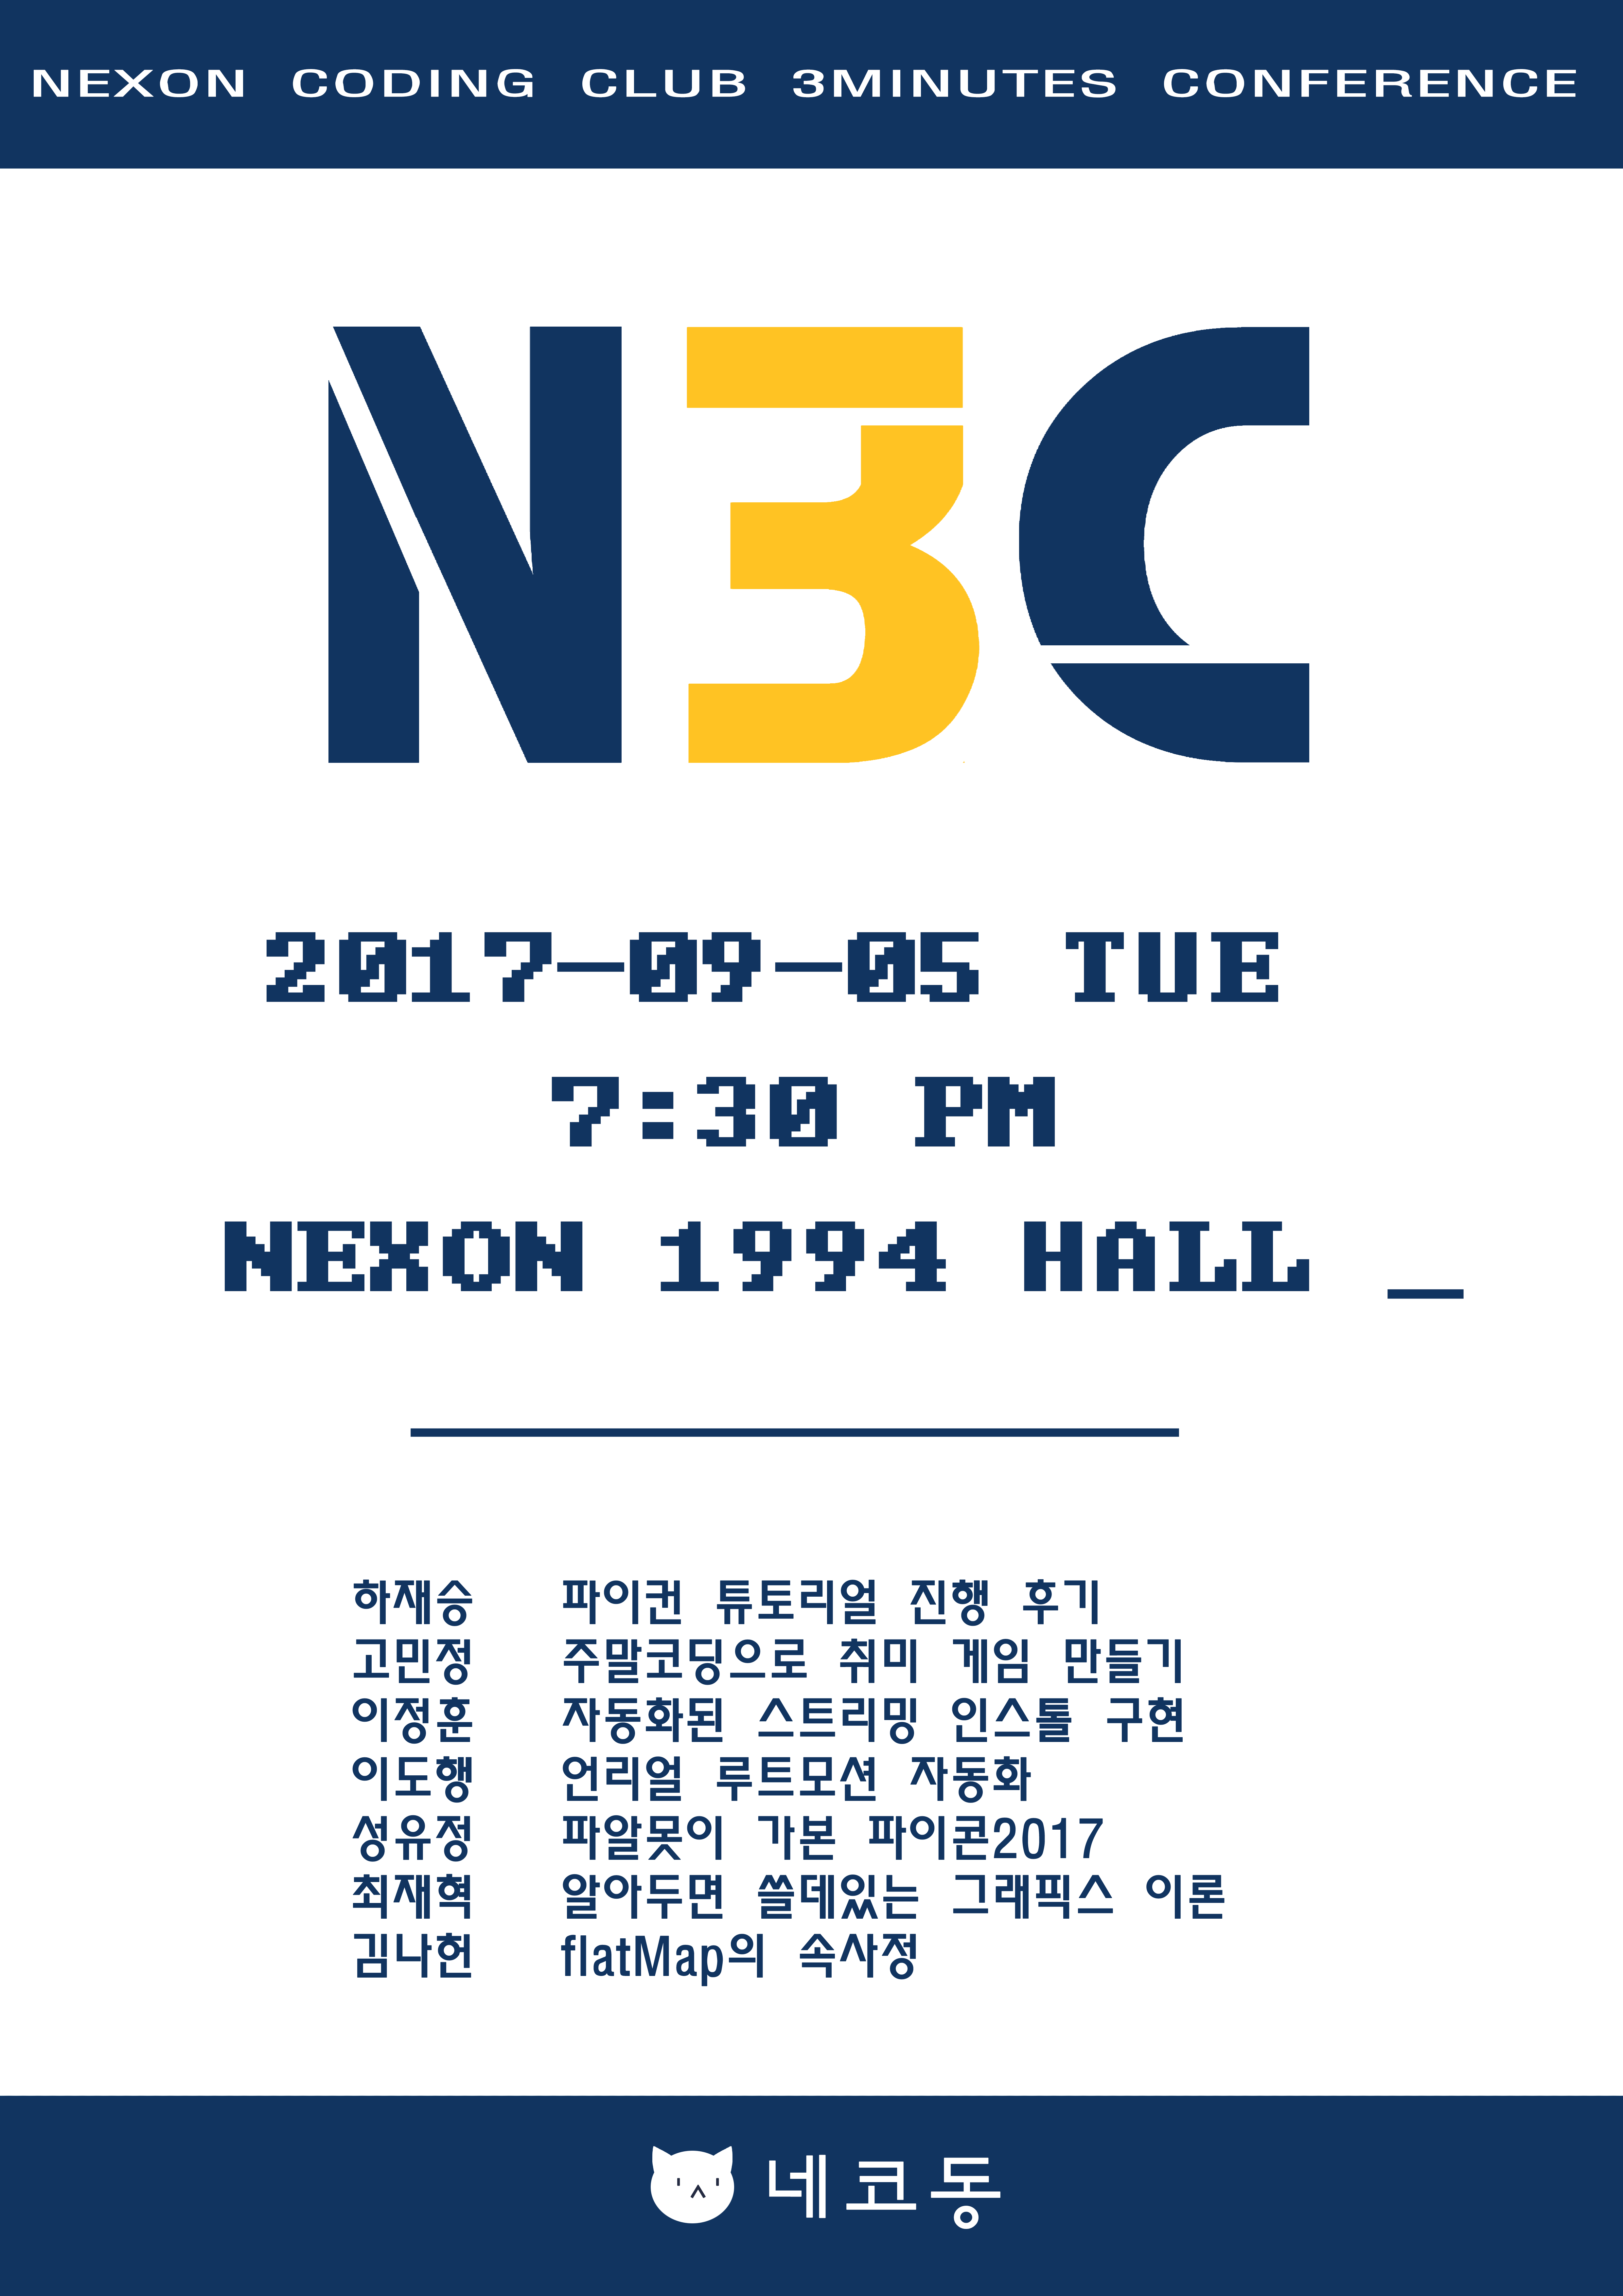 NEXON CODING CLUB 3MINUTES CONFERENCE
N3C
2017-09-05 TUE
7:30 PM
NEXON 1994 HALL _
하재승 파이썬 튜토리얼 진행 후기
고민정 주말코딩으로 취미 게임 만들기
이정훈 자동화된 스트리밍 인스톨 구현
이도행 언리얼 루트모션 자동화
성유정 파알못이 가본 파이콘2017
최재혁 알아두면 쓸데있는 그래픽스 이론
김나헌 flatMap의 속사정
네코동